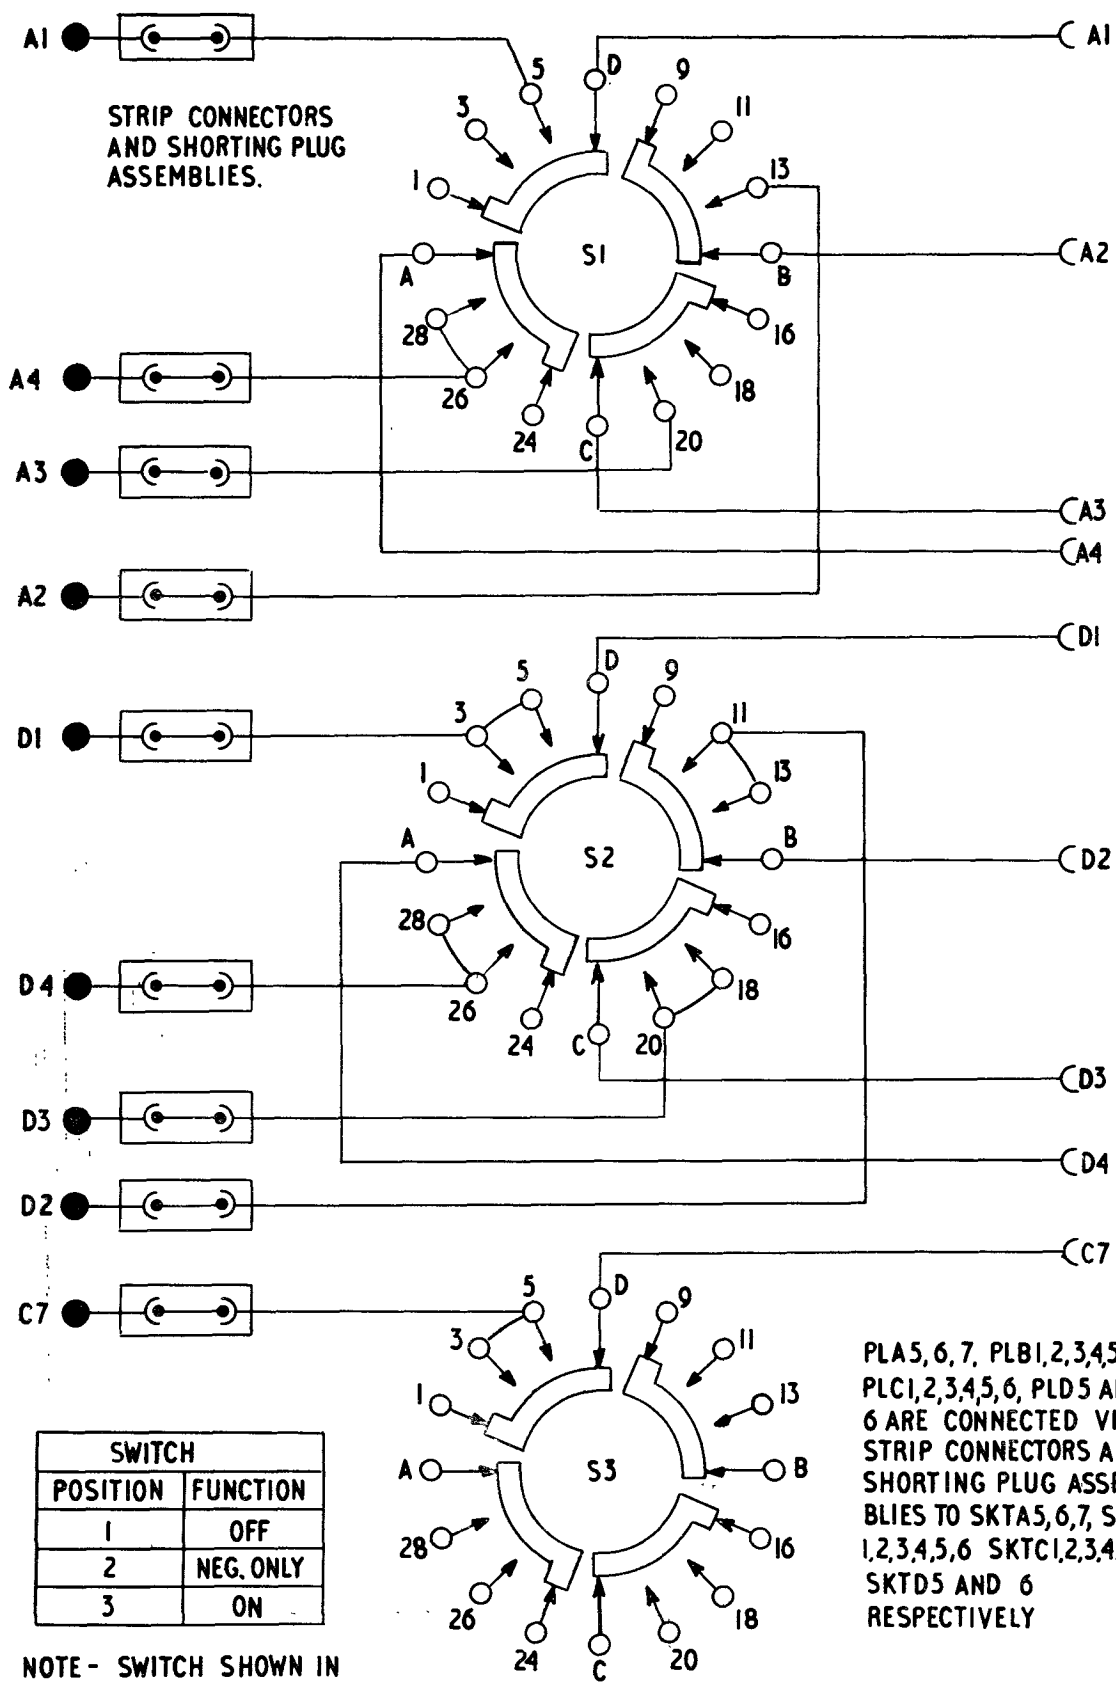 A1
A1
5
D
9
STRIP CONNECTORS
AND SHORTING PLUG
ASSEMBLIES.
3
11
1
13
S1
A
B
A2
28
16
A4
26
18
24
C
20
A3
A3
A4
A2
D1
5
D
9
D1
3
11
1
13
A
S2
B
D2
28
16
D4
26
18
24
C
20
D3
D3
D4
D2
C7
C7
5
D
9
3
11
1
13
A
S3
B
28
16
26
18
24
C
20
PLA5,6,7, PLB1,2,3,4,5
PLC1,2,3,4,5,6, PLD5
6 ARE CONNECTED
STRIP CONNECTORS
SHORTING PLUG
BLIES TO SKTA5,6,7,
1,2,3,4,5,6 SKTC1,2,3,4
SKTD5 AND 6
RESPECTIVELY
SWITCH
POSITION FUNCTION
1 OFF
2 NEG. ONLY
3 ON
NOTE - SWITCH SHOWN IN